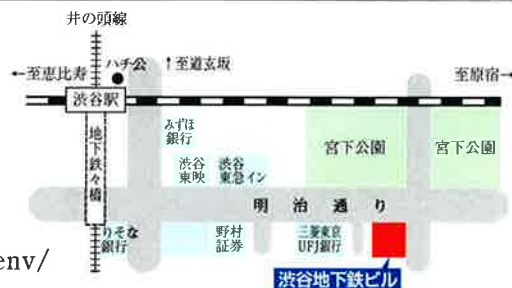 井の頭線
ハチ公
↑至道玄坂
←至恵比寿
至原宿→
渋谷駅
みずほ
銀行
地下鉄々橋
渋谷
東映
渋谷
東急イン
宮下公園
宮下公園
明治通り
りそな
銀行
野村
証券
三菱東京
UFJ銀行
env/
渋谷地下鉄ビル